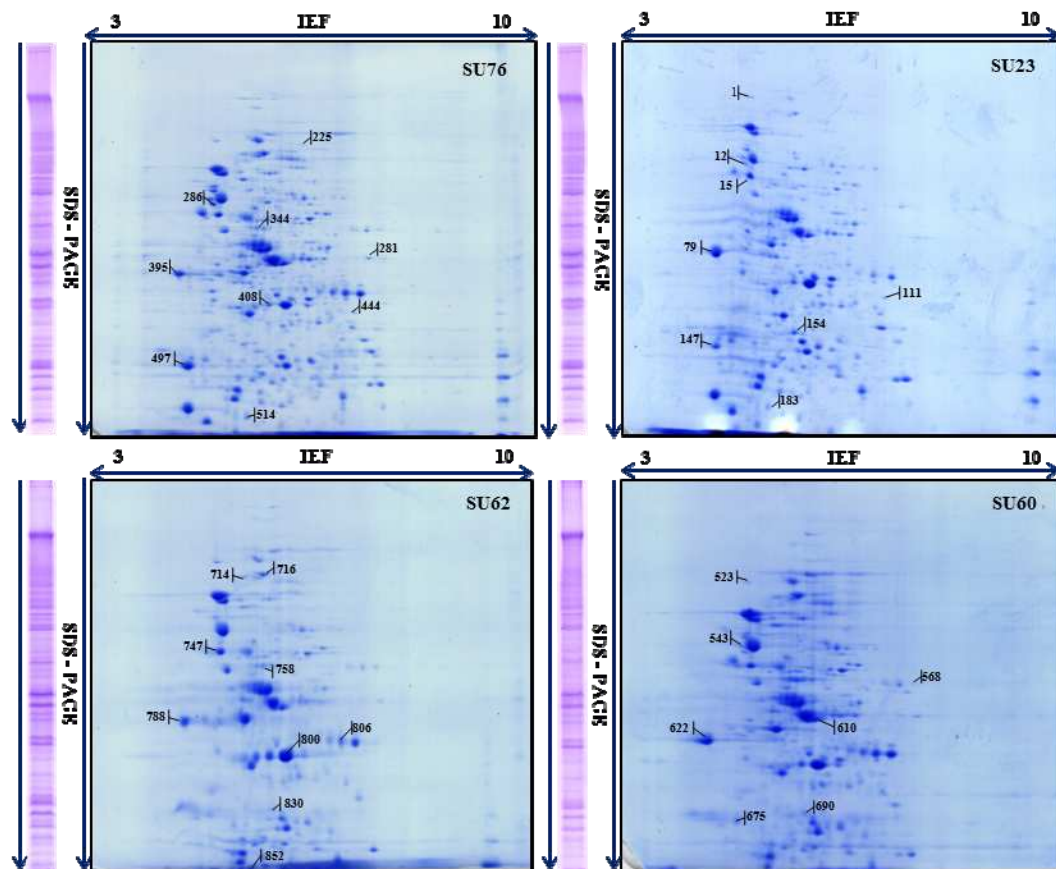 3 IEF 10
SU76
SDS - PAGE
225
286
344
281
395
408
444
497
514
3 IEF 10
SU23
SDS - PAGE
1
12
15
79
111
154
147
183
3 IEF 10
SU62
SDS - PAGE
714
716
747
758
788
800
806
830
852
3 IEF 10
SU60
SDS - PAGE
523
543
568
622
610
675
690